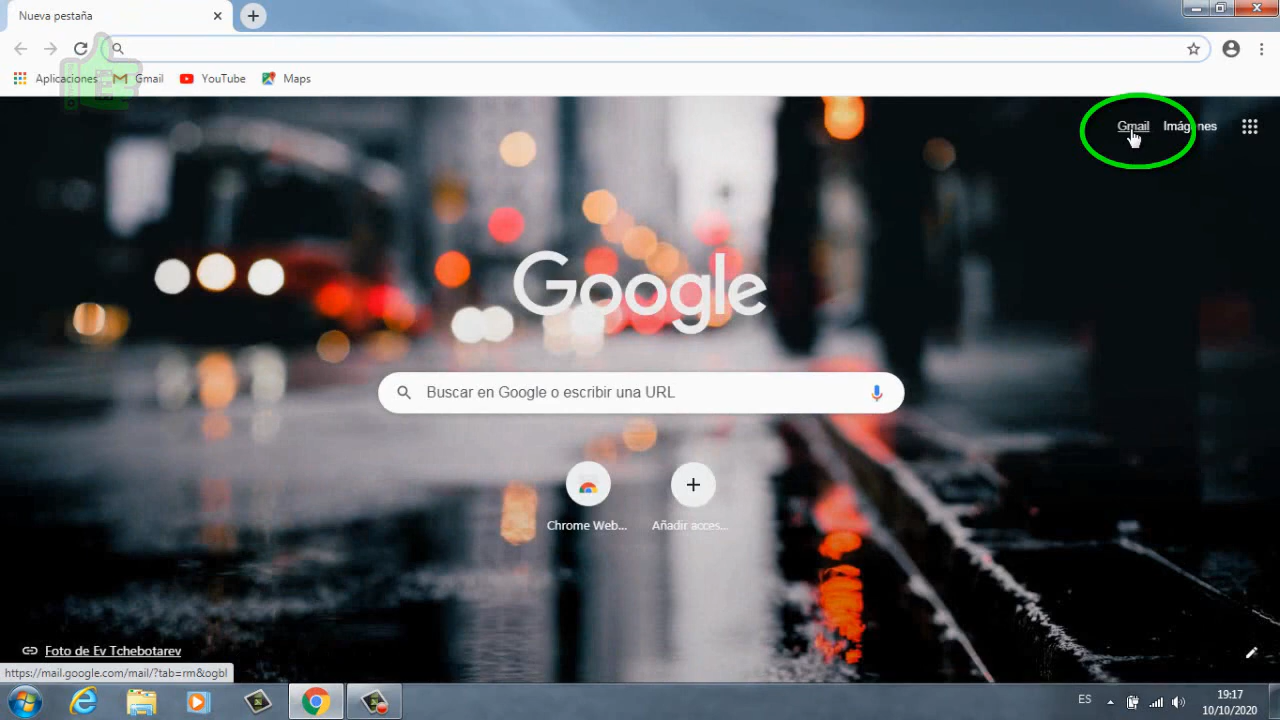 Nueva pestaña
Aplicaciones Gmail YouTube Maps
Gmail Imágenes
Google
Buscar en Google o escribir una URL
Chrome Web... Añadir acces...
Foto de Ev Tchebotarev
https://mail.google.com/mail/?tab=rm&ogbl
ES 19:17
10/10/2020